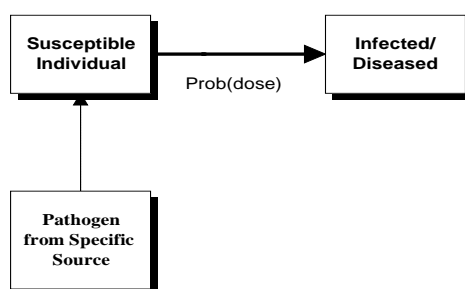 Susceptible
Individual
Infected/
Diseased
Prob(dose)
Pathogen
from Specific
Source